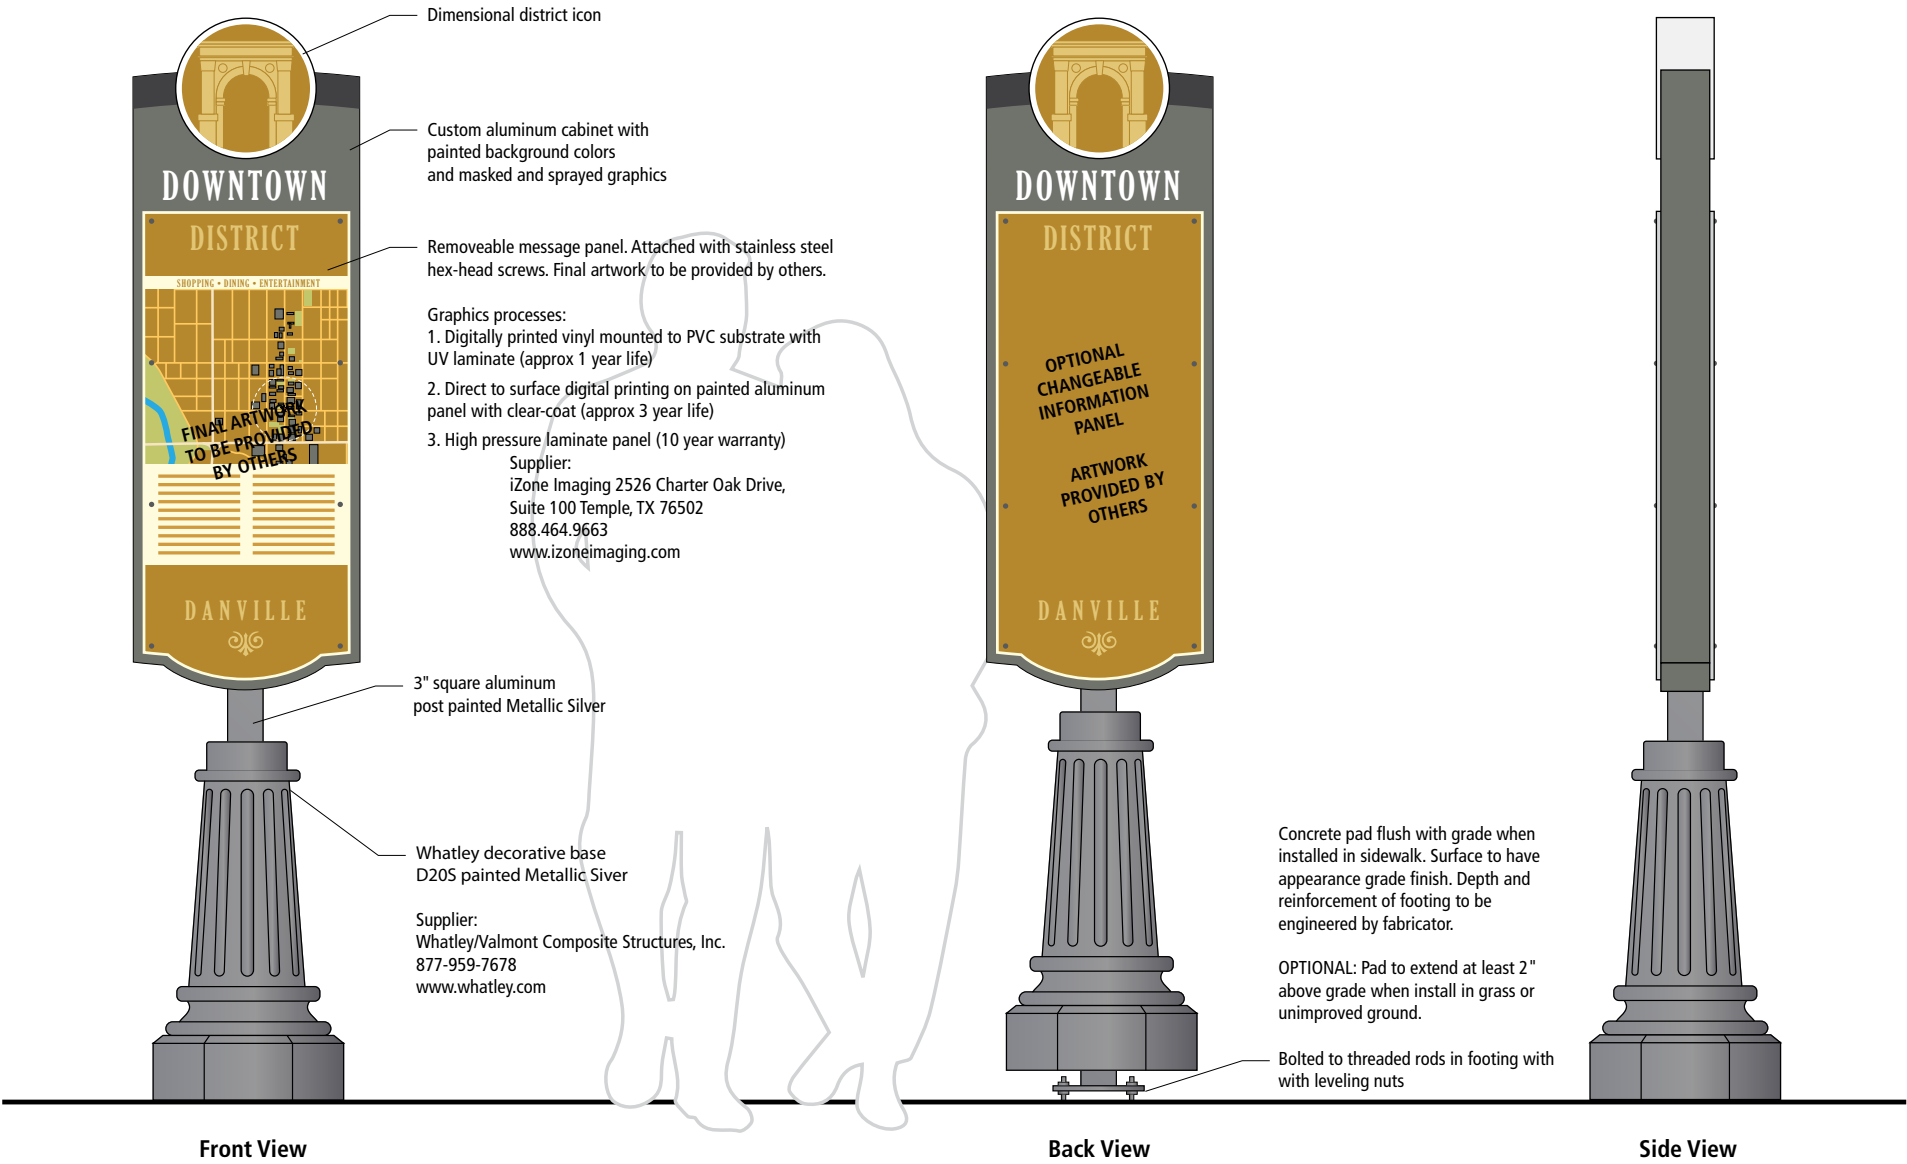 Dimensional district icon
Custom aluminum cabinet with
painted background colors
and masked and sprayed graphics
DOWNTOWN
DISTRICT
SHOPPING • DINING • ENTERTAINMENT
FINAL ARTWORK
TO BE PROVIDED
BY OTHERS
DANVILLE
Removeable message panel. Attached with stainless steel
hex-head screws. Final artwork to be provided by others.
Graphics processes:
1. Digitally printed vinyl mounted to PVC substrate with
UV laminate (approx 1 year life)
2. Direct to surface digital printing on painted aluminum
panel with clear-coat (approx 3 year life)
3. High pressure laminate panel (10 year warranty)
Supplier:
iZone Imaging 2526 Charter Oak Drive,
Suite 100 Temple, TX 76502
888.464.9663
www.izoneimaging.com
3" square aluminum
post painted Metallic Silver
Whatley decorative base
D20S painted Metallic Siver
Supplier:
Whatley/Valmont Composite Structures, Inc.
877-959-7678
www.whatley.com
Front View
DOWNTOWN
DISTRICT
OPTIONAL
CHANGEABLE
INFORMATION
PANEL
ARTWORK
PROVIDED BY
OTHERS
DANVILLE
Concrete pad flush with grade when
installed in sidewalk. Surface to have
appearance grade finish. Depth and
reinforcement of footing to be
engineered by fabricator.
OPTIONAL: Pad to extend at least 2"
above grade when install in grass or
unimproved ground.
Bolted to threaded rods in footing with
with leveling nuts
Back View
Side View